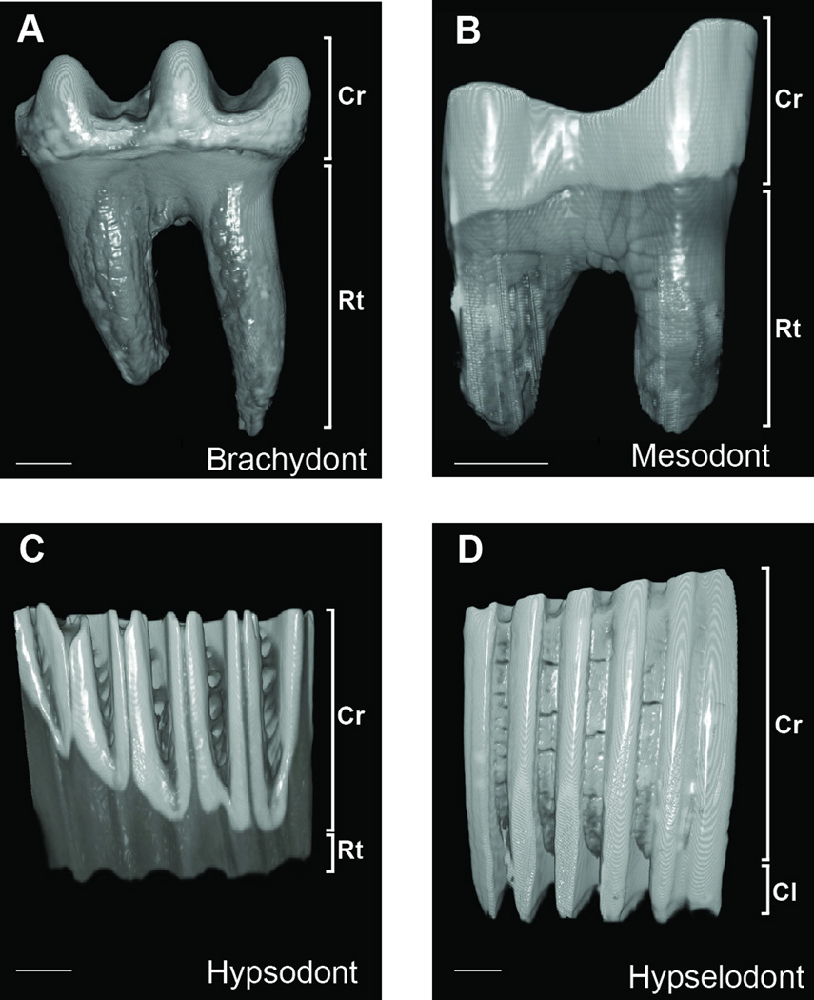 A
Cr
Rt
Brachydont
B
Cr
Rt
Mesodont
C
Cr
Rt
Hypsodont
D
Cr
Cl
Hypselodont